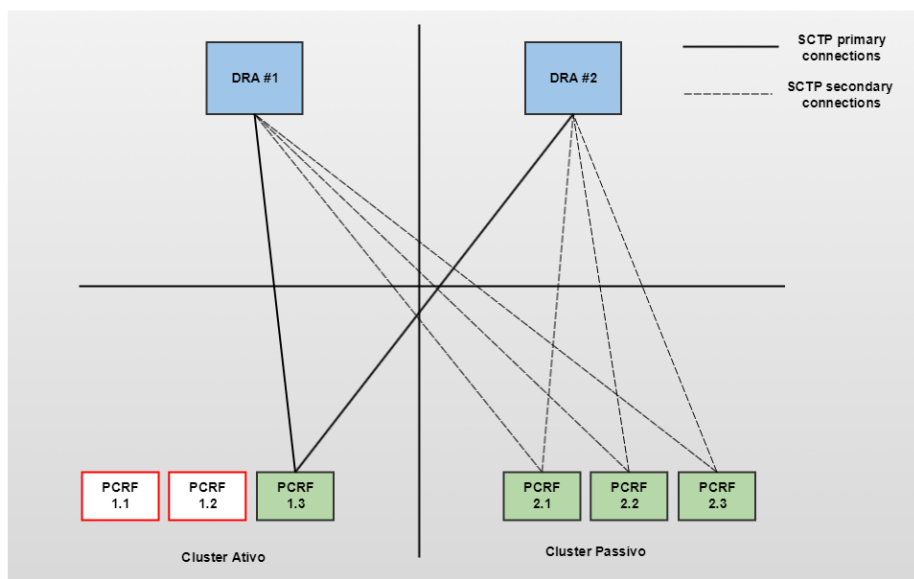 DRA #1
DRA #2
SCTP primary
connections
SCTP secondary
connections
PCRF
1.1
PCRF
1.2
PCRF
1.3
PCRF
2.1
PCRF
2.2
PCRF
2.3
Cluster Ativo
Cluster Passivo